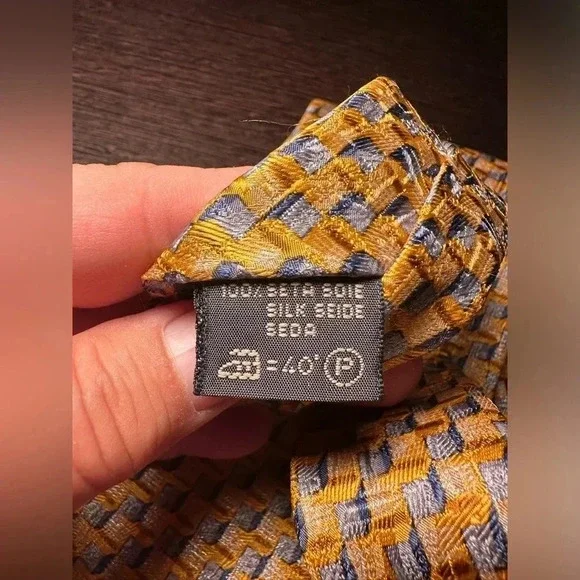 100% SETA SOIE
SILK SEIDE
SEDA
=40° P